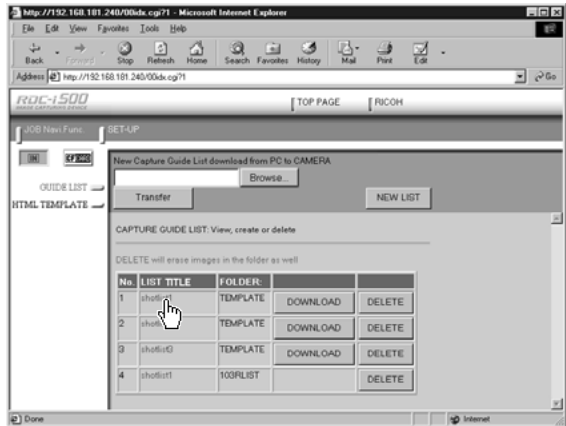 http://192.168.181.240/00idx.cgi?1 - Microsoft Internet Explorer
File Edit View Favorites Tools Help
Back Forward Stop Refresh Home Search Favorites History Mail Print Edit
Address http://192.168.181.240/00idx.cgi?1 Go
RDC-i500
IMAGE CAPTURING DEVICE
TOP PAGE RICOH
JOB Navi.Func. SET-UP
GUIDE LIST
HTML TEMPLATE
New Capture Guide List download from PC to CAMERA
Browse...
Transfer NEW LIST
CAPTURE GUIDE LIST: View, create or delete
DELETE will erase images in the folder as well
No. LIST TITLE FOLDER:
1 shotlist1 TEMPLATE DOWNLOAD DELETE
2 TEMPLATE DOWNLOAD DELETE
3 shotlist3 TEMPLATE DOWNLOAD DELETE
4 shotlist1 103RLIST DELETE
Done Internet